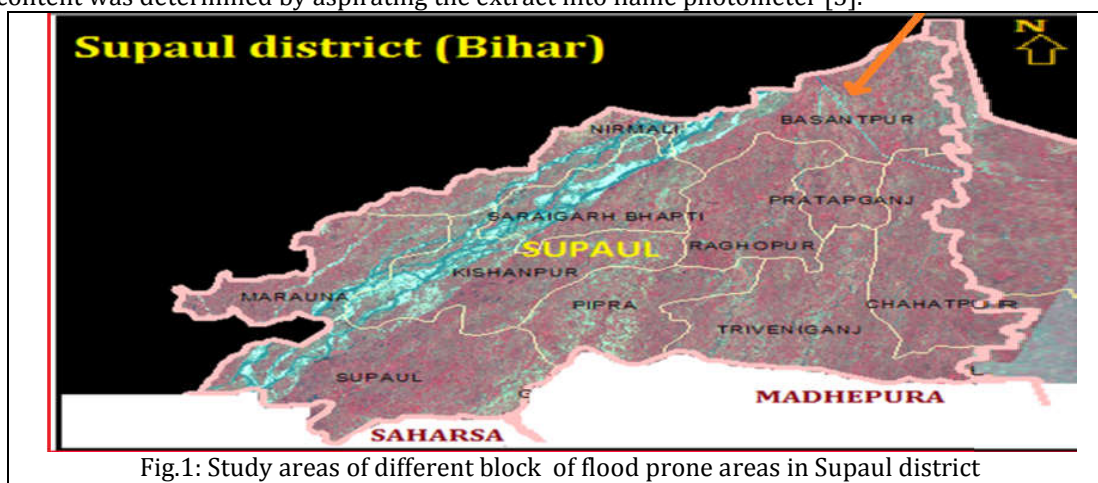 content was determined by aspirating the extract into flame photometer [5].
Supaul district (Bihar)
N
BASANTPUR
NIRMALI
PRATAPGANJ
SARAIGARH BHAPTI
SUPAUL
RAGHOPUR
KISHANPUR
MARAUNA
PIPRA
CHAHATPUR
TRIVENIGANJ
SUPAUL
MADHEPURA
SAHARSA
Fig.1: Study areas of different block of flood prone areas in Supaul district